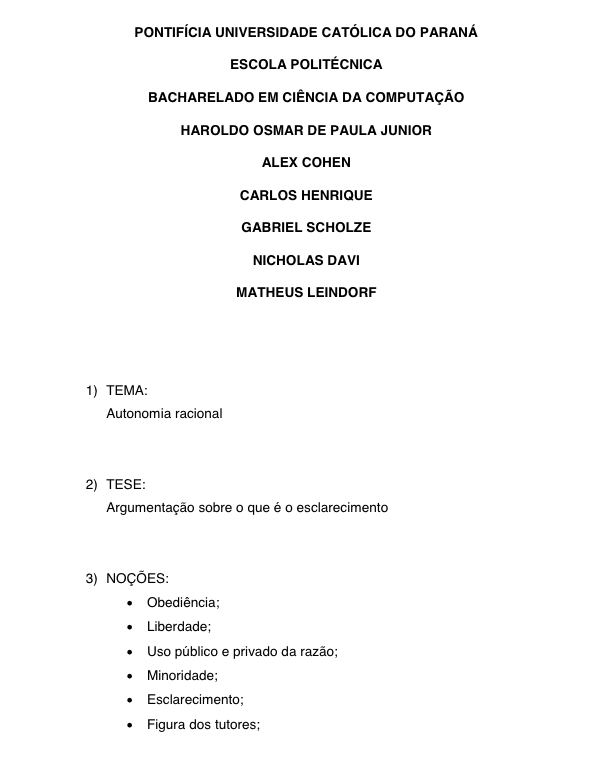 PONTIFÍCIA UNIVERSIDADE CATÓLICA DO PARANÁ
ESCOLA POLITÉCNICA
BACHARELADO EM CIÊNCIA DA COMPUTAÇÃO
HAROLDO OSMAR DE PAULA JUNIOR
ALEX COHEN
CARLOS HENRIQUE
GABRIEL SCHOLZE
NICHOLAS DAVI
MATHEUS LEINDORF
1) TEMA:
Autonomia racional
2) TESE:
Argumentação sobre o que é o esclarecimento
3) NOÇÕES:
• Obediência;
• Liberdade;
• Uso público e privado da razão;
• Minoridade;
• Esclarecimento;
• Figura dos tutores;